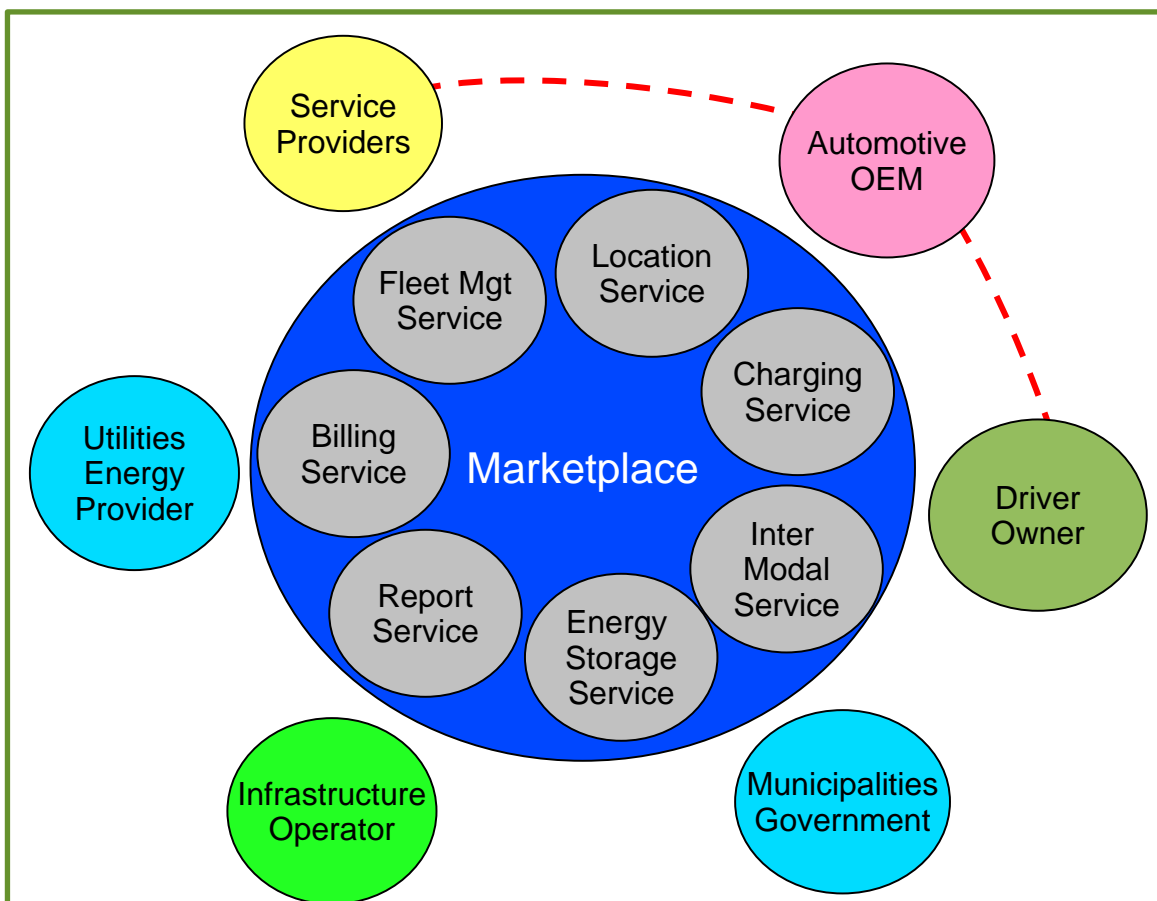 Service
Providers
Automotive
OEM
Location
Service
Fleet Mgt
Service
Charging
Service
Billing
Service
Marketplace
Utilities
Energy
Provider
Driver
Owner
Inter
Modal
Service
Report
Service
Energy
Storage
Service
Infrastructure
Operator
Municipalities
Government